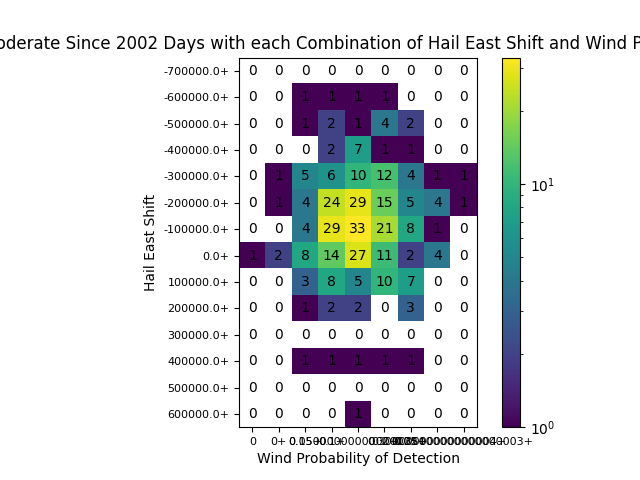 oderate Since 2002 Days with each Combination of Hail East Shift and Wind P
-700000.0+ 0 0 0 0 0 0 0 0 0
-600000.0+ 0 0 1 1 1 1 0 0 0
-500000.0+ 0 0 1 2 1 4 2 0 0
-400000.0+ 0 0 0 2 7 1 1 0 0
-300000.0+ 0 1 5 6 10 12 4 1 1
-200000.0+ 0 1 4 24 29 15 5 4 1
-100000.0+ 0 0 4 29 33 21 8 1 0
0.0+ 1 2 8 14 27 11 2 4 0
100000.0+ 0 0 3 8 5 10 7 0 0
200000.0+ 0 0 1 2 2 0 3 0 0
300000.0+ 0 0 0 0 0 0 0 0 0
400000.0+ 0 0 1 1 1 1 1 0 0
500000.0+ 0 0 0 0 0 0 0 0 0
600000.0+ 0 0 0 0 1 0 0 0 0
0 0+
Wind Probability of Detection
Hail East Shift
10¹
10⁰